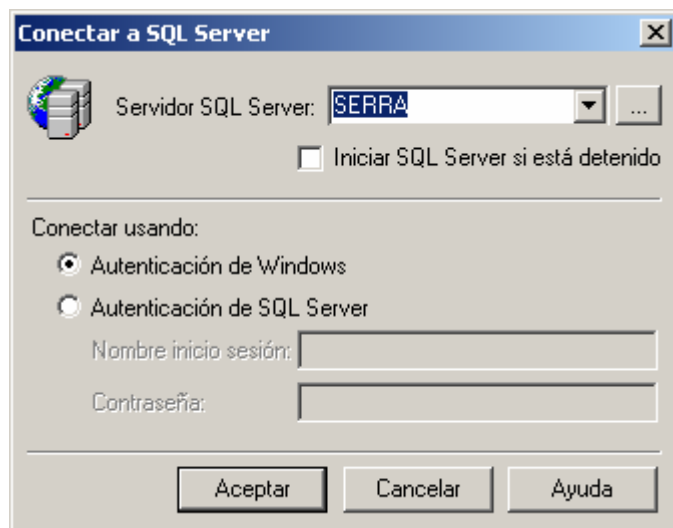 Conectar a SQL Server
Servidor SQL Server: SERRA ...
Iniciar SQL Server si está detenido
Conectar usando:
Autenticación de Windows
Autenticación de SQL Server
Nombre inicio sesión:
Contraseña:
Aceptar Cancelar Ayuda